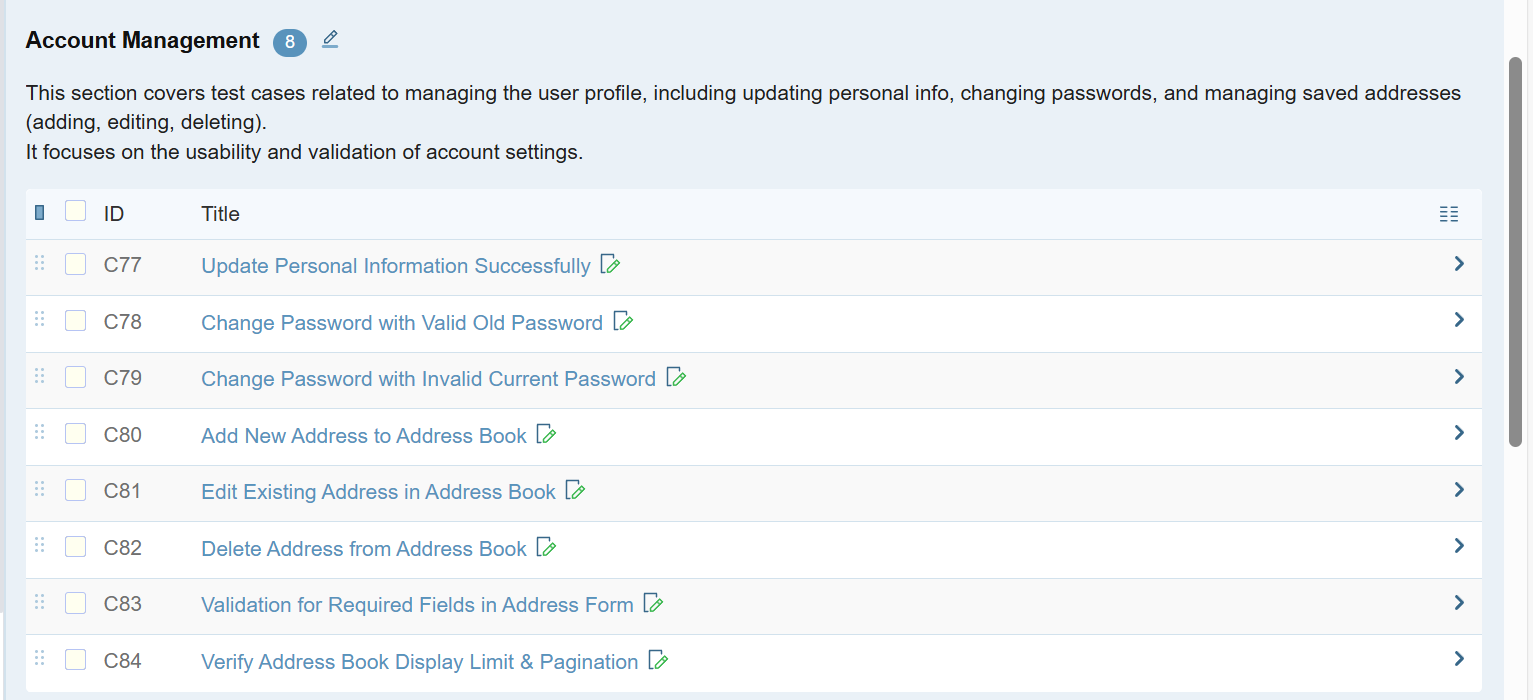 Account Management 8
This section covers test cases related to managing the user profile, including updating personal info, changing passwords, and managing saved addresses
(adding, editing, deleting).
It focuses on the usability and validation of account settings.
ID Title
C77 Update Personal Information Successfully
C78 Change Password with Valid Old Password
C79 Change Password with Invalid Current Password
C80 Add New Address to Address Book
C81 Edit Existing Address in Address Book
C82 Delete Address from Address Book
C83 Validation for Required Fields in Address Form
C84 Verify Address Book Display Limit & Pagination